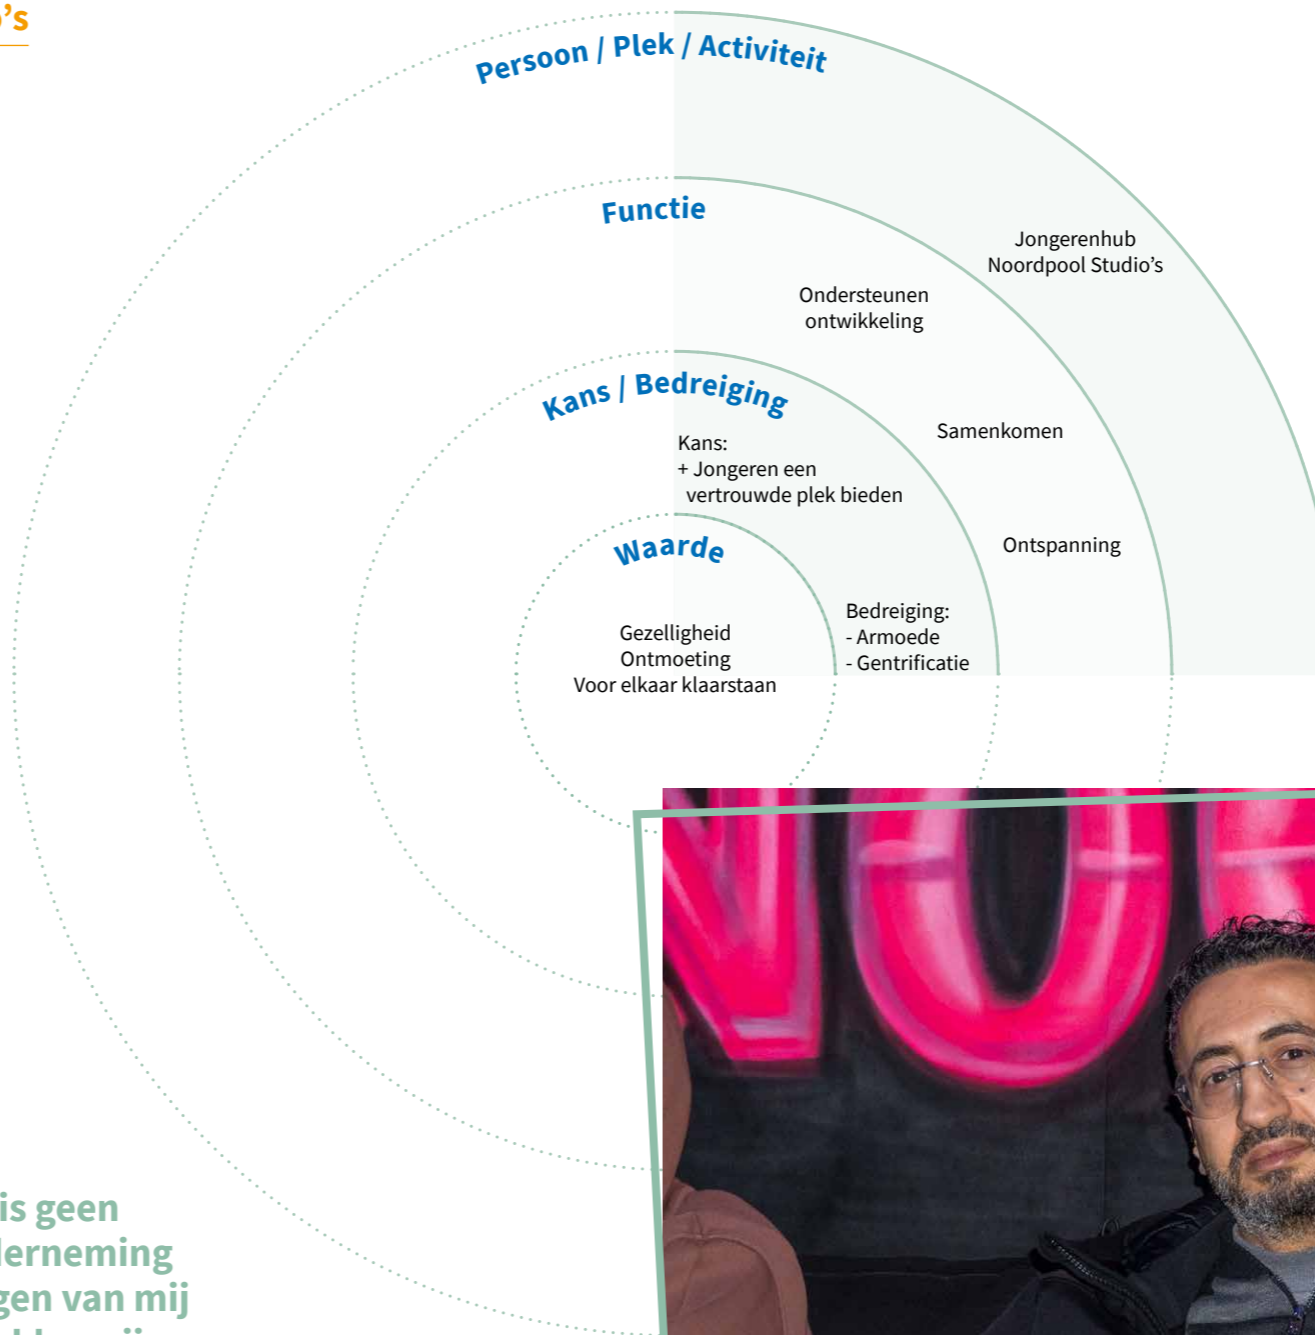 o’s
Persoon / Plek / Activiteit
Functie
Jongerenhub
Noordpool Studio’s
Ondersteunen
ontwikkeling
Kans / Bedreiging
Samenkomen
Kans:
+ Jongeren een
vertrouwde plek bieden
Ontspanning
Waarde
Bedreiging:
- Armoede
- Gentrificatie
Gezelligheid
Ontmoeting
Voor elkaar klaarstaan
NO
is geen
lerneming
gen van mij